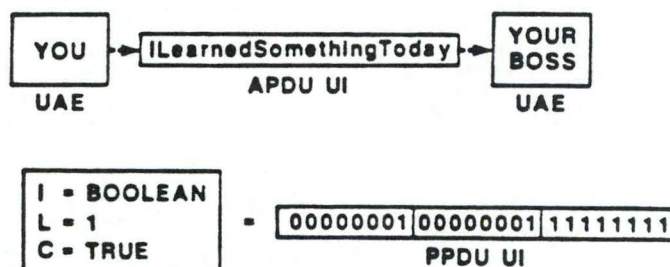 YOU
ILearnedSomethingToday
YOUR
BOSS
UAE
APDU UI
UAE
I = BOOLEAN
L = 1
C = TRUE
=
00000001 00000001 11111111
PPDU UI